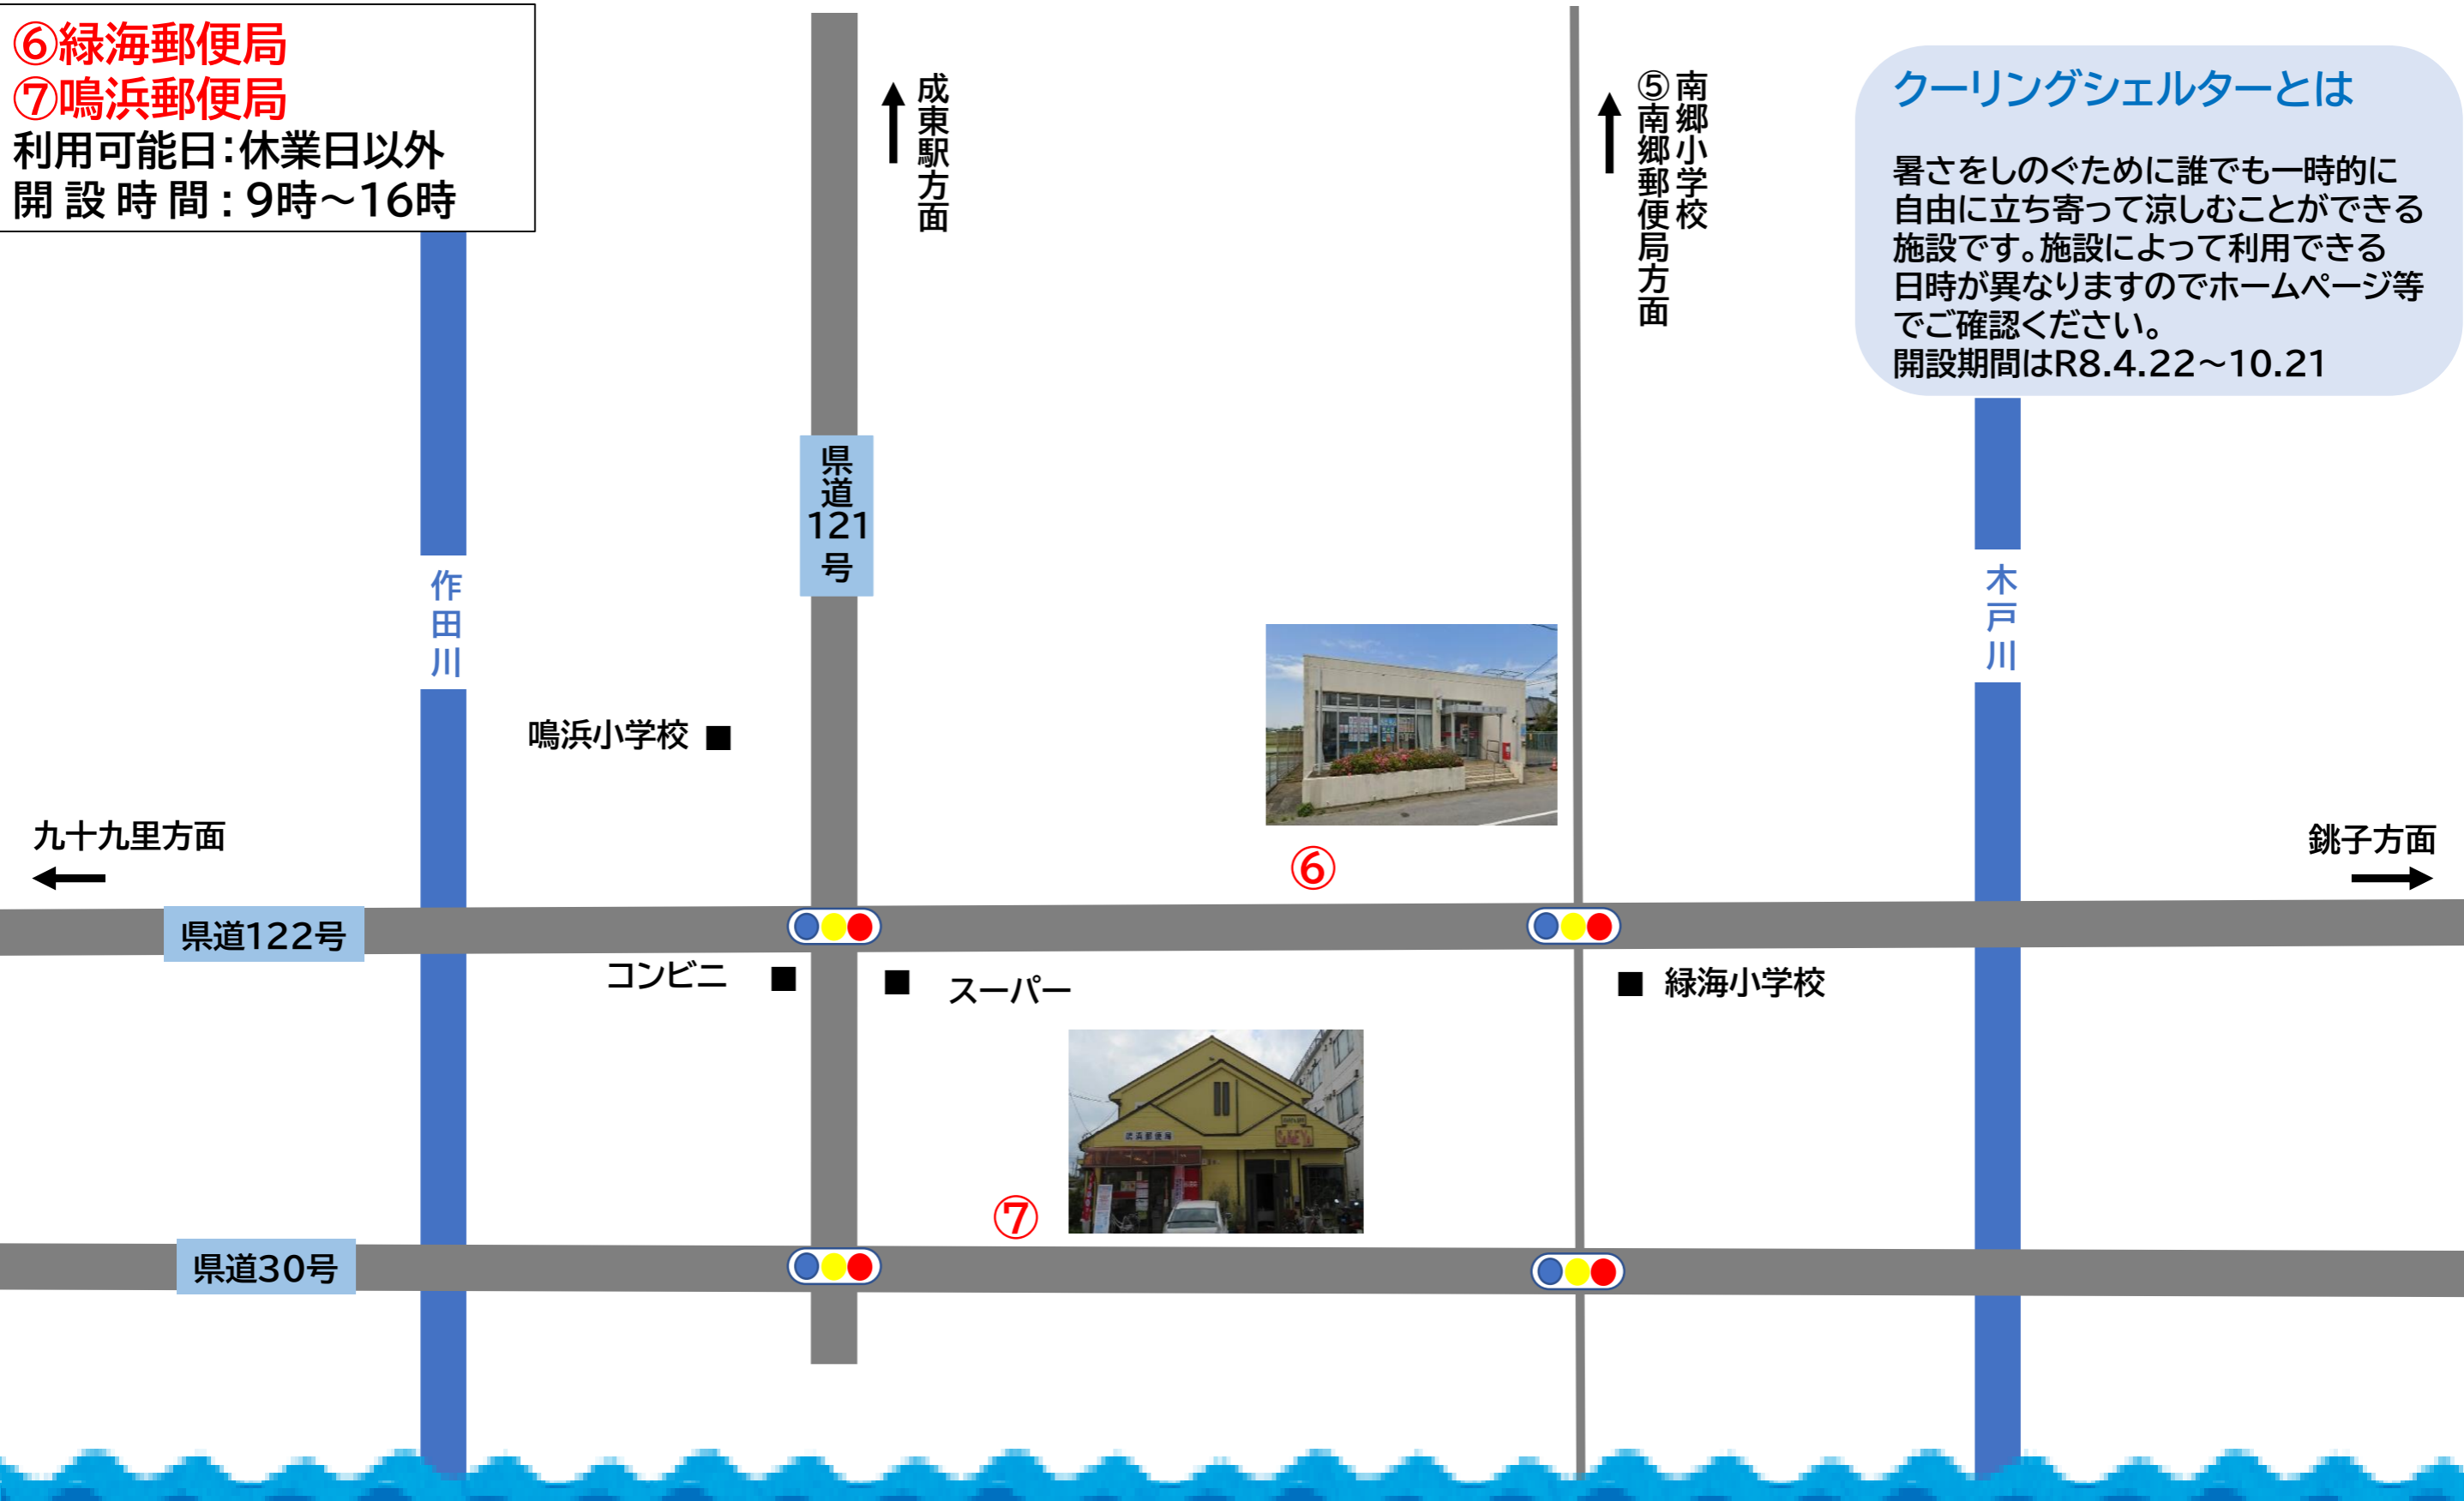 ⑥緑海郵便局
⑦鳴浜郵便局
利用可能日：休業日以外
開設時間：9時～16時
成東駅方面
南郷小学校
⑤南郷郵便局方面
クーリングシェルターとは
暑さをしのぐために誰でも一時的に
自由に立ち寄って涼しむことができる
施設です。施設によって利用できる
日時が異なりますのでホームページ等
でご確認ください。
開設期間はR8.4.22～10.21
県道121号
作田川
木戸川
鳴浜小学校
九十九里方面
銚子方面
⑥
県道122号
コンビニ
スーパー
緑海小学校
鳴浜郵便局
⑦
県道30号